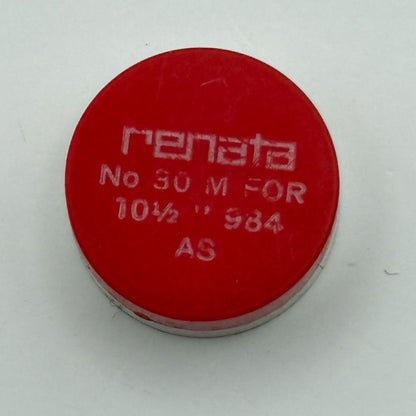 renata
No 30 M FOR
10½ " 984
AS